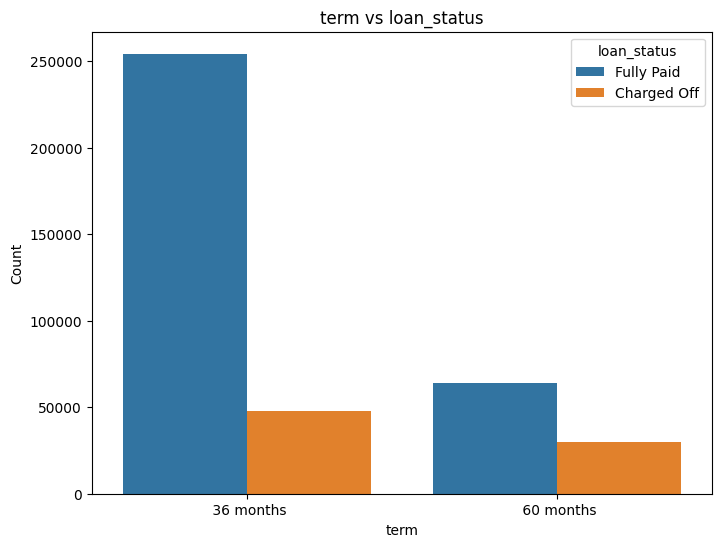 term vs loan_status
loan_status
Fully Paid
Charged Off
250000
200000
150000
100000
50000
0
Count
36 months
60 months
term